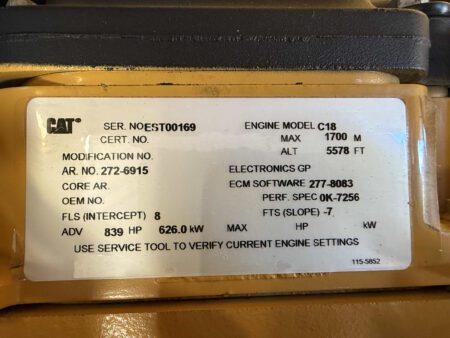 CAT® SER. NO EST00169 ENGINE MODEL C18
CERT. NO. MAX 1700 M
MODIFICATION NO. ALT 5578 FT
AR. NO. 272-6915 ELECTRONICS GP
CORE AR. ECM SOFTWARE 277-8083
OEM NO. PERF. SPEC 0K-7256
FLS (INTERCEPT) 8 FTS (SLOPE) -7
ADV 839 HP 626.0 kW MAX HP kW
USE SERVICE TOOL TO VERIFY CURRENT ENGINE SETTINGS
115-5852